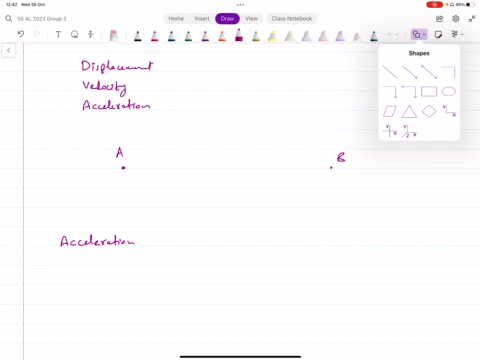 12:42 Wed 25 Oct
46%
SS AL 2023 Group 3
Home Insert Draw View Class Notebook
Shapes
Displacement
Velocity
Acceleration
A
B
Acceleration